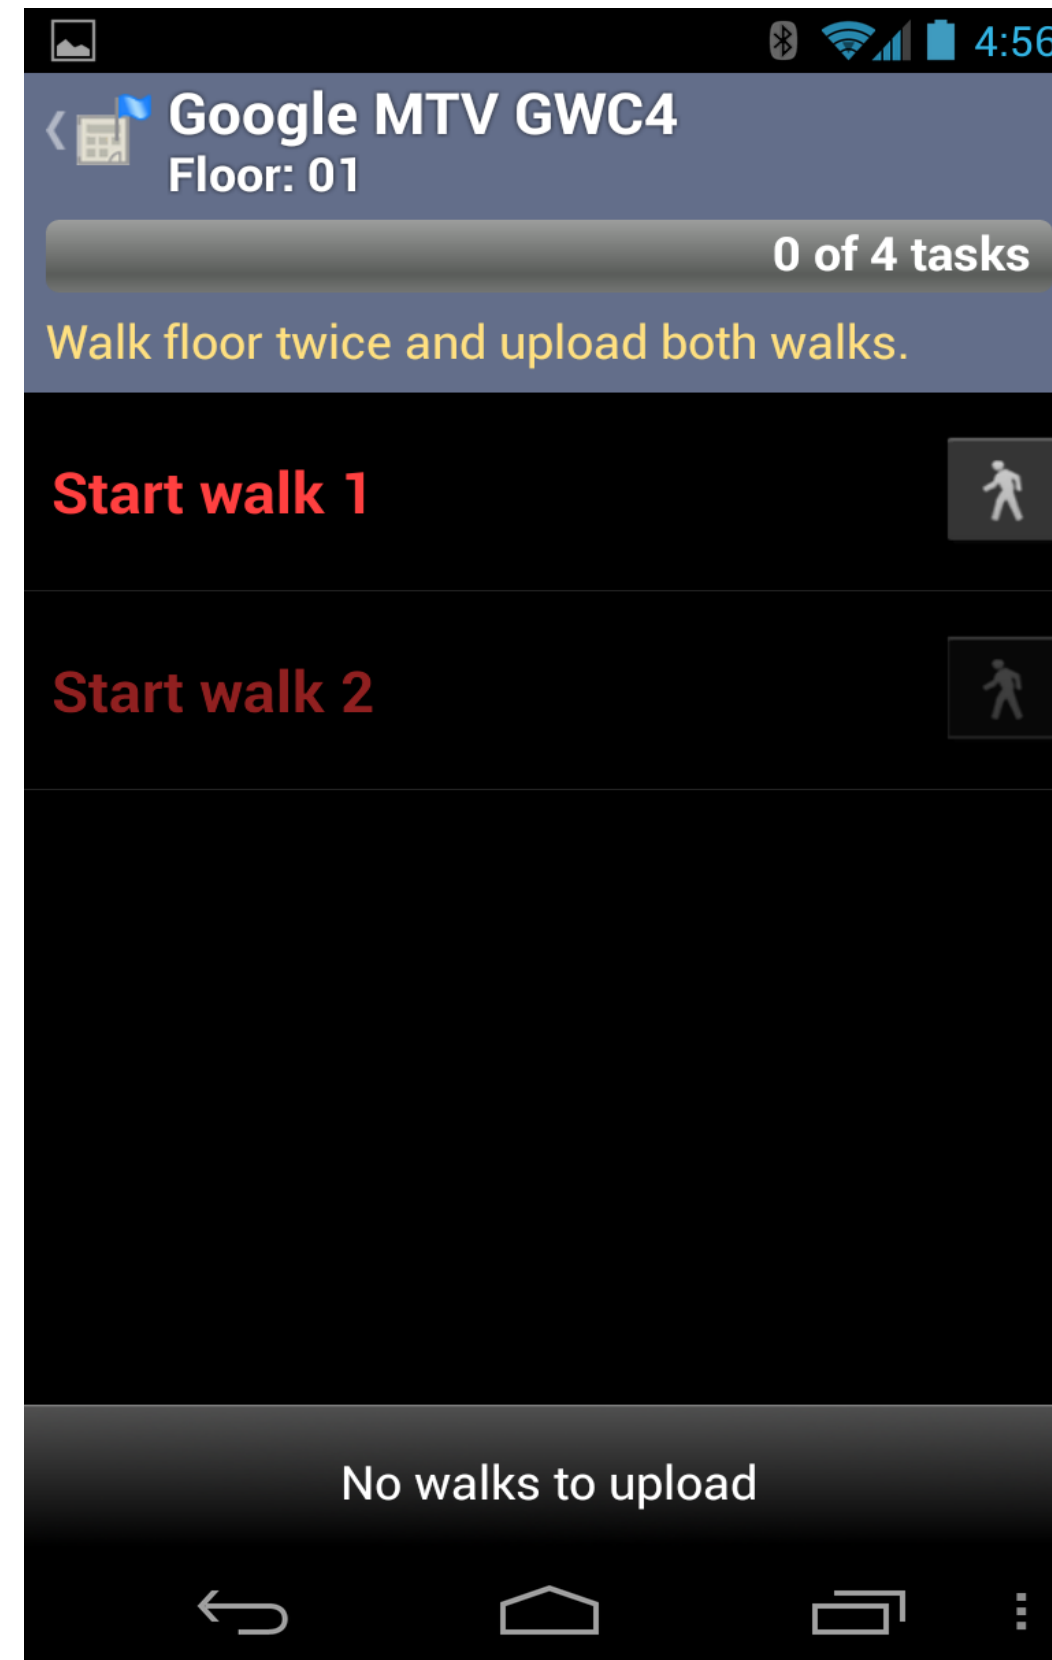 4:56
Google MTV GWC4
Floor: 01
0 of 4 tasks
Walk floor twice and upload both walks.
Start walk 1
Start walk 2
No walks to upload